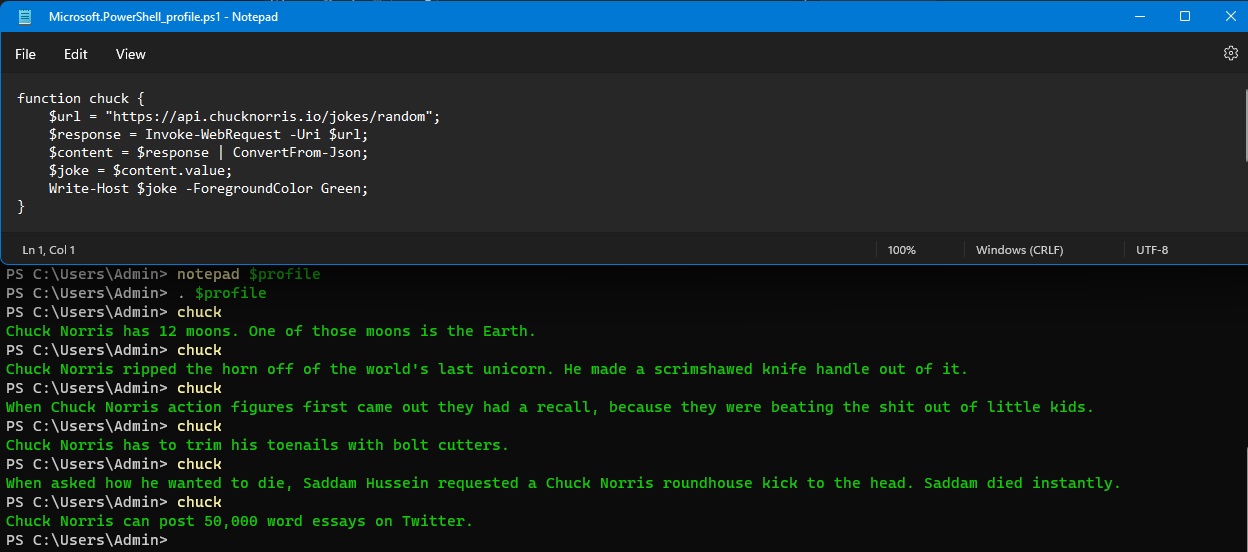 Microsoft.PowerShell_profile.ps1 - Notepad
File Edit View
function chuck {
    $url = "https://api.chucknorris.io/jokes/random";
    $response = Invoke-WebRequest -Uri $url;
    $content = $response | ConvertFrom-Json;
    $joke = $content.value;
    Write-Host $joke -ForegroundColor Green;
}
Ln 1, Col 1 100% Windows (CRLF) UTF-8
PS C:\Users\Admin> notepad $profile
PS C:\Users\Admin> . $profile
PS C:\Users\Admin> chuck
Chuck Norris has 12 moons. One of those moons is the Earth.
PS C:\Users\Admin> chuck
Chuck Norris ripped the horn off of the world's last unicorn. He made a scrimshawed knife handle out of it.
PS C:\Users\Admin> chuck
When Chuck Norris action figures first came out they had a recall, because they were beating the shit out of little kids.
PS C:\Users\Admin> chuck
Chuck Norris has to trim his toenails with bolt cutters.
PS C:\Users\Admin> chuck
When asked how he wanted to die, Saddam Hussein requested a Chuck Norris roundhouse kick to the head. Saddam died instantly.
PS C:\Users\Admin> chuck
Chuck Norris can post 50,000 word essays on Twitter.
PS C:\Users\Admin>